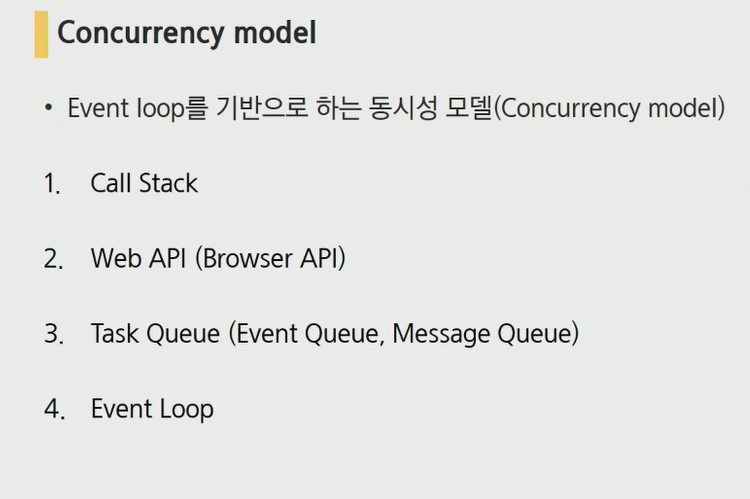 Concurrency model
• Event loop를 기반으로 하는 동시성 모델(Concurrency model)
1. Call Stack
2. Web API (Browser API)
3. Task Queue (Event Queue, Message Queue)
4. Event Loop